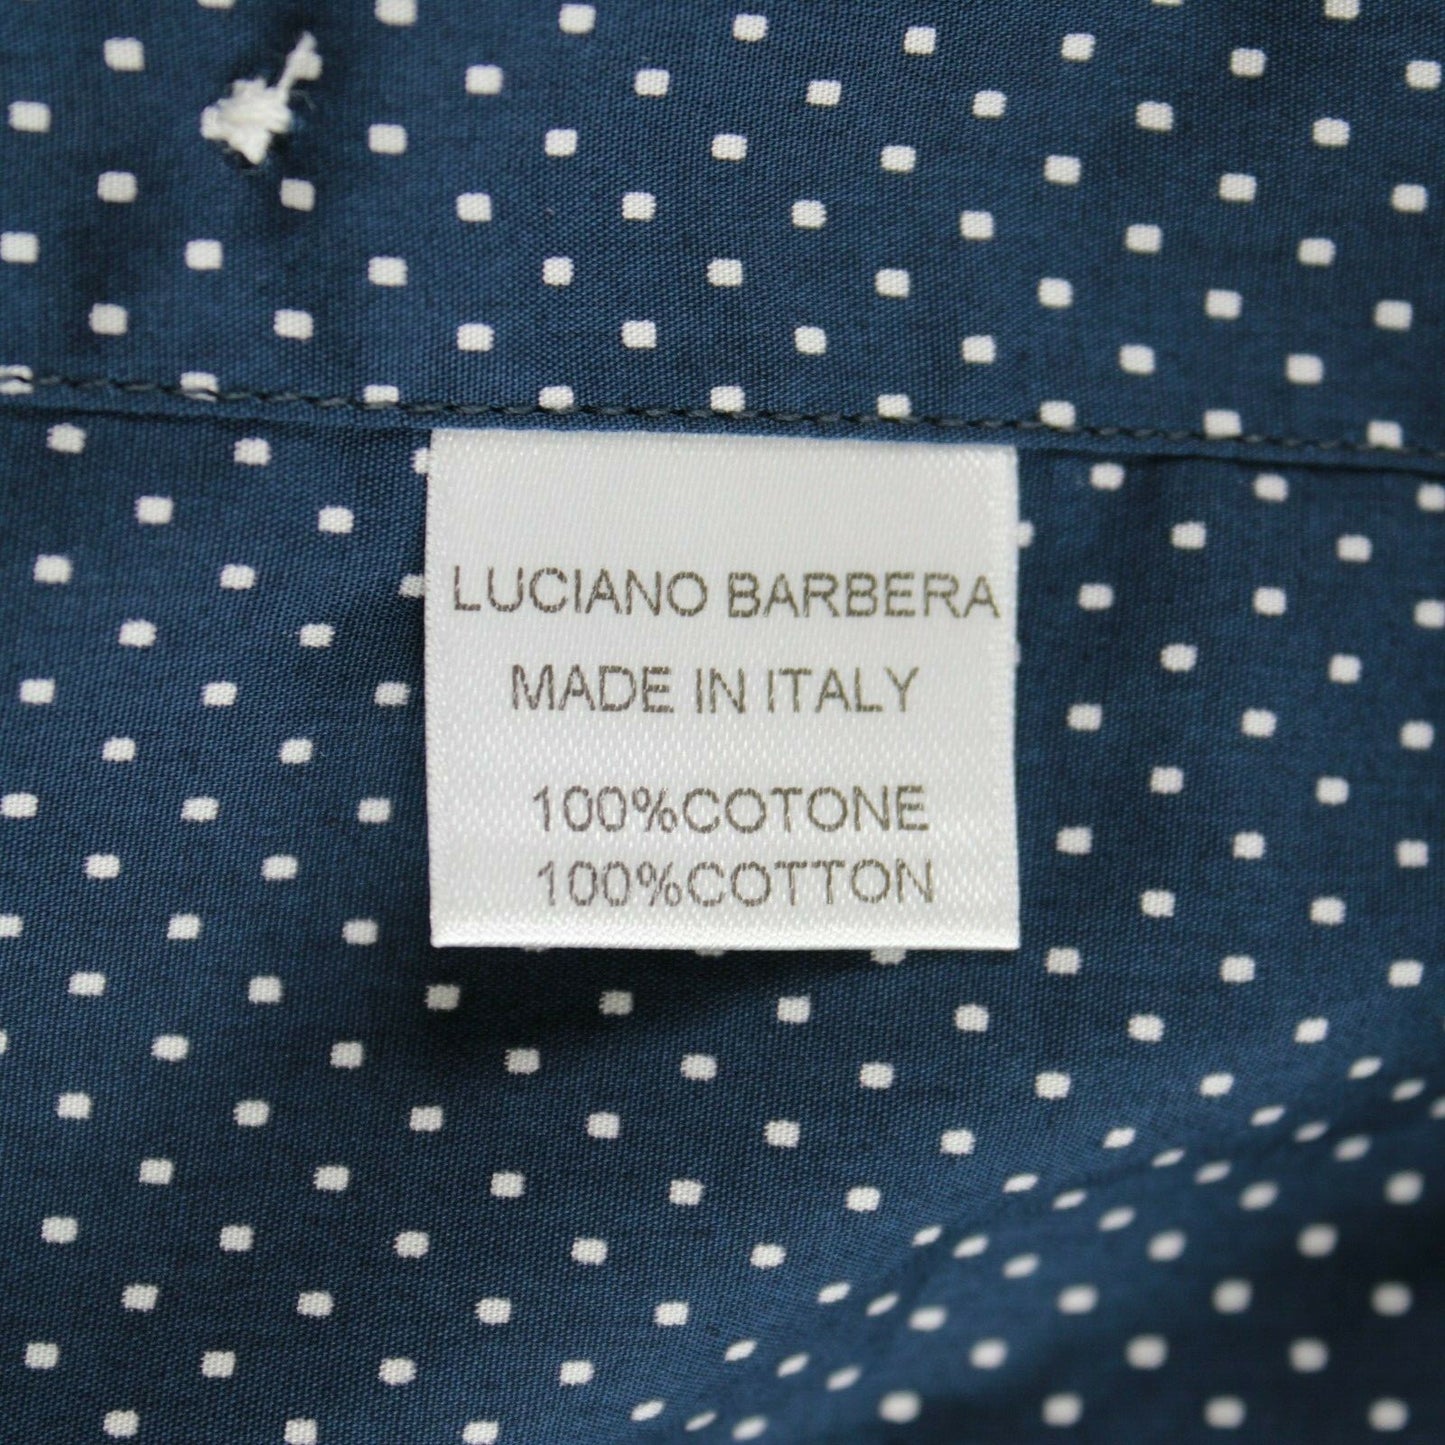 LUCIANO BARBERA
MADE IN ITALY
100%COTONE
100%COTTON